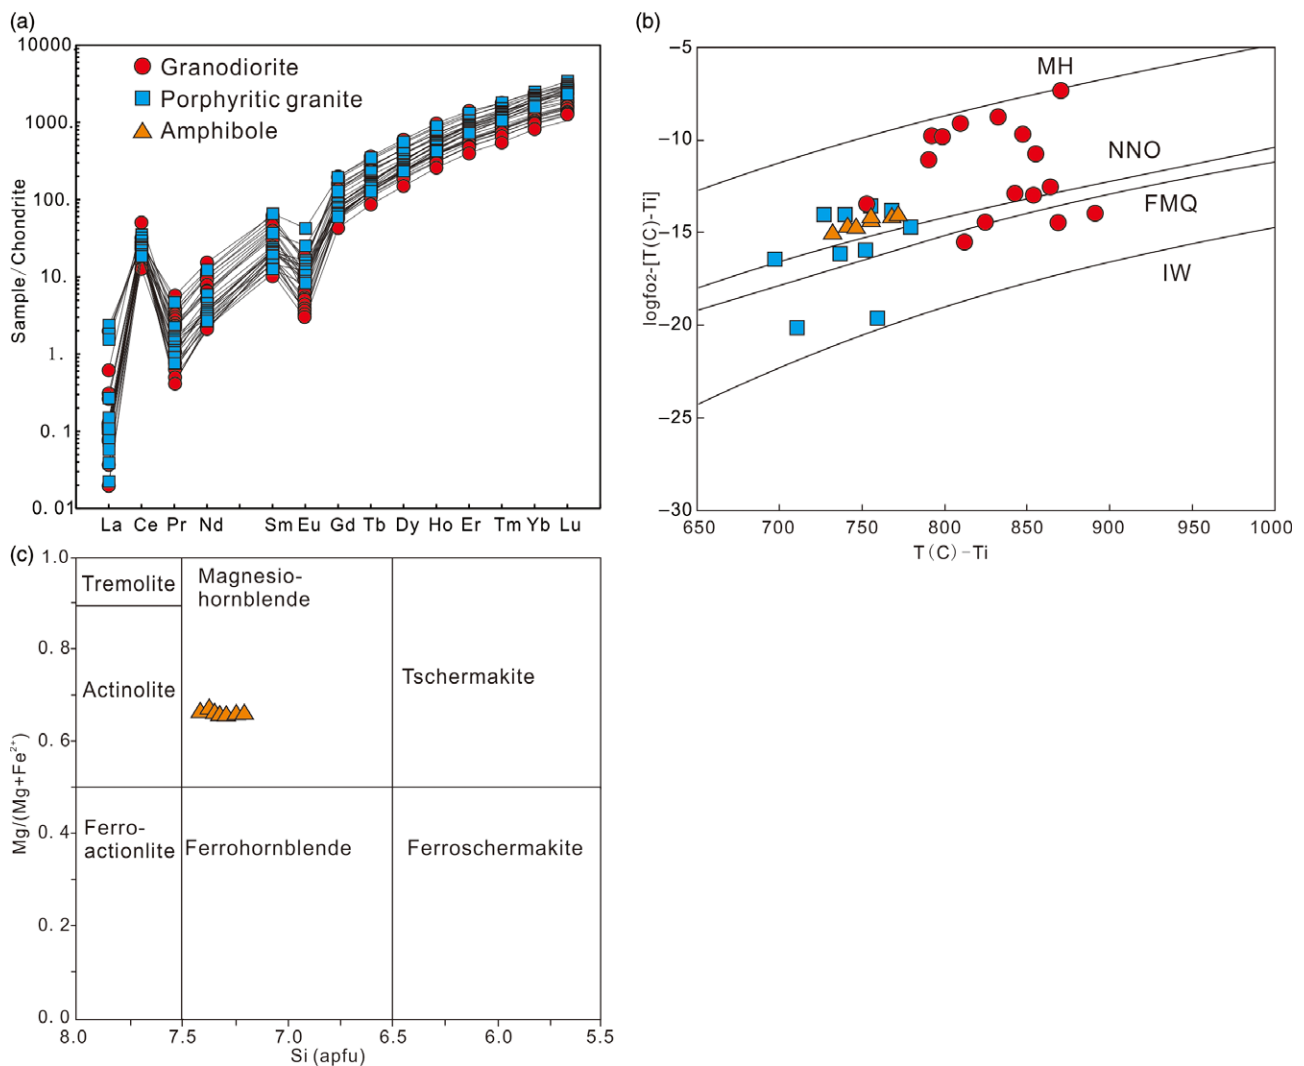 (a)
10000
1000.
100.
10.
1.
0.1
0.01
Sample/Chondrite
Granodiorite
Porphyritic granite
Amphibole
La Ce Pr Nd Sm Eu Gd Tb Dy Ho Er Tm Yb Lu
(b)
−5
−10
−15
−20
−25
−30
logfo2-[T(C)-Ti]
MH
NNO
FMQ
IW
650 700 750 800 850 900 950 1000
T(C)-Ti
(c)
1.0
0.8
0.6
0.4
0.2
0.0
Mg/(Mg+Fe²⁺)
Tremolite
Magnesio-
hornblende
Actinolite
Tschermakite
Ferro-
actionlite
Ferrohornblende
Ferroschermakite
8.0 7.5 7.0 6.5 6.0 5.5
Si(apfu)